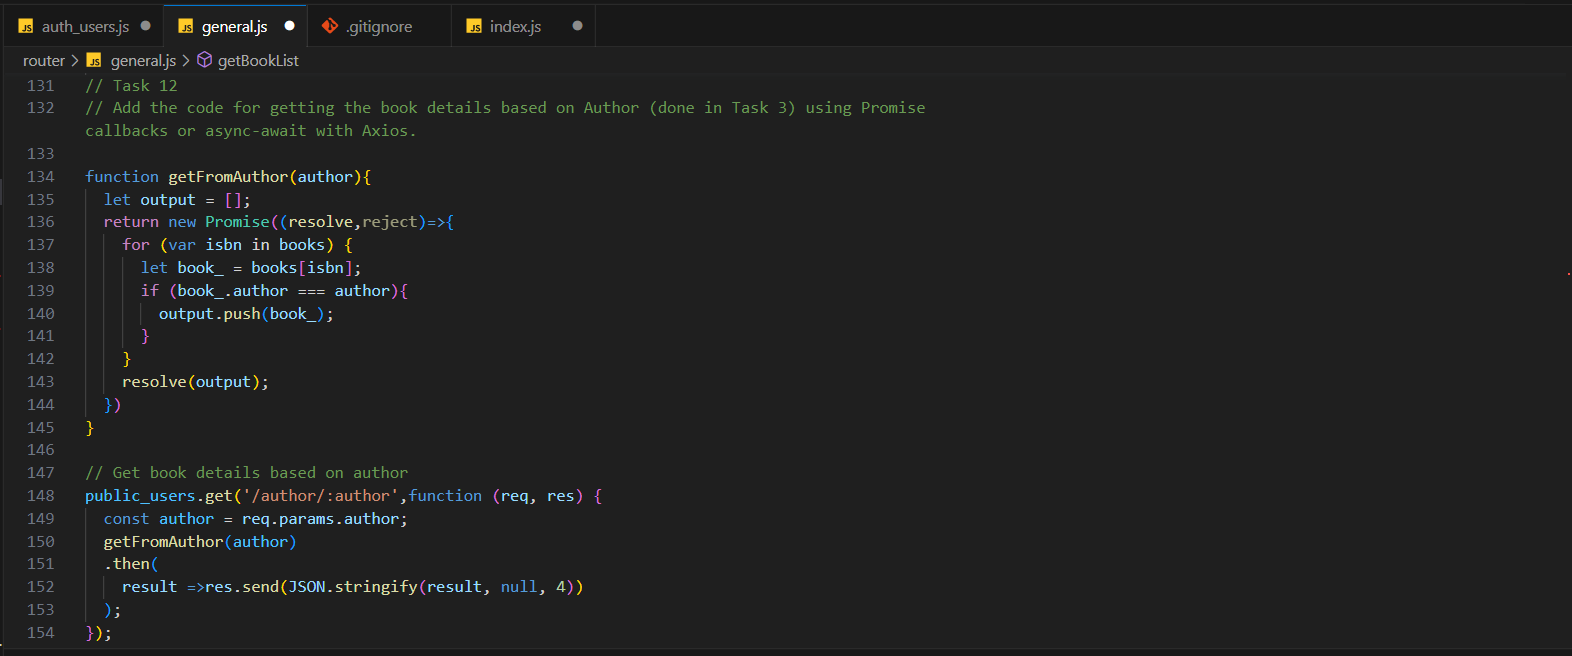 JS auth_users.js ● JS general.js ● .gitignore JS index.js ●
router > JS general.js > getBookList
131 // Task 12
132 // Add the code for getting the book details based on Author (done in Task 3) using Promise
callbacks or async-await with Axios.
133
134 function getFromAuthor(author){
135   let output = [];
136   return new Promise((resolve,reject)=>{
137     for (var isbn in books) {
138       let book_ = books[isbn];
139       if (book_.author === author){
140         output.push(book_);
141       }
142     }
143     resolve(output);
144   })
145 }
146
147 // Get book details based on author
148 public_users.get('/author/:author',function (req, res) {
149   const author = req.params.author;
150   getFromAuthor(author)
151   .then(
152     result =>res.send(JSON.stringify(result, null, 4))
153   );
154 });